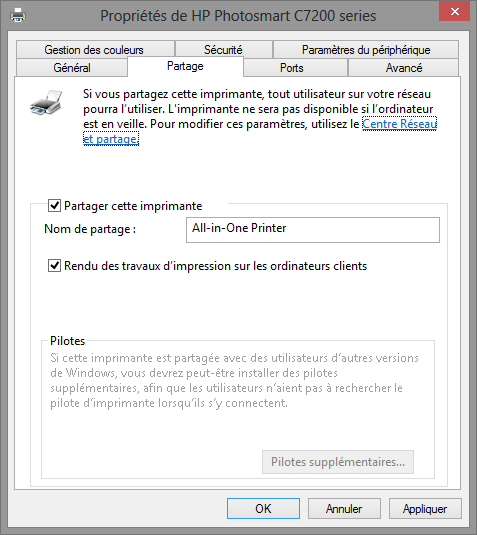 Propriétés de HP Photosmart C7200 series
Gestion des couleurs
Sécurité
Paramètres du périphérique
Général
Partage
Ports
Avancé
Si vous partagez cette imprimante, tout utilisateur sur votre réseau
pourra l'utiliser. L'imprimante ne sera pas disponible si l'ordinateur
est en veille. Pour modifier ces paramètres, utilisez le Centre Réseau
et partage.
Partager cette imprimante
Nom de partage :
All-in-One Printer
Rendu des travaux d'impression sur les ordinateurs clients
Pilotes
Si cette imprimante est partagée avec des utilisateurs d'autres versions
de Windows, vous devrez peut-être installer des pilotes
supplémentaires, afin que les utilisateurs n'aient pas à rechercher le
pilote d'imprimante lorsqu'ils s'y connectent.
Pilotes supplémentaires...
OK
Annuler
Appliquer